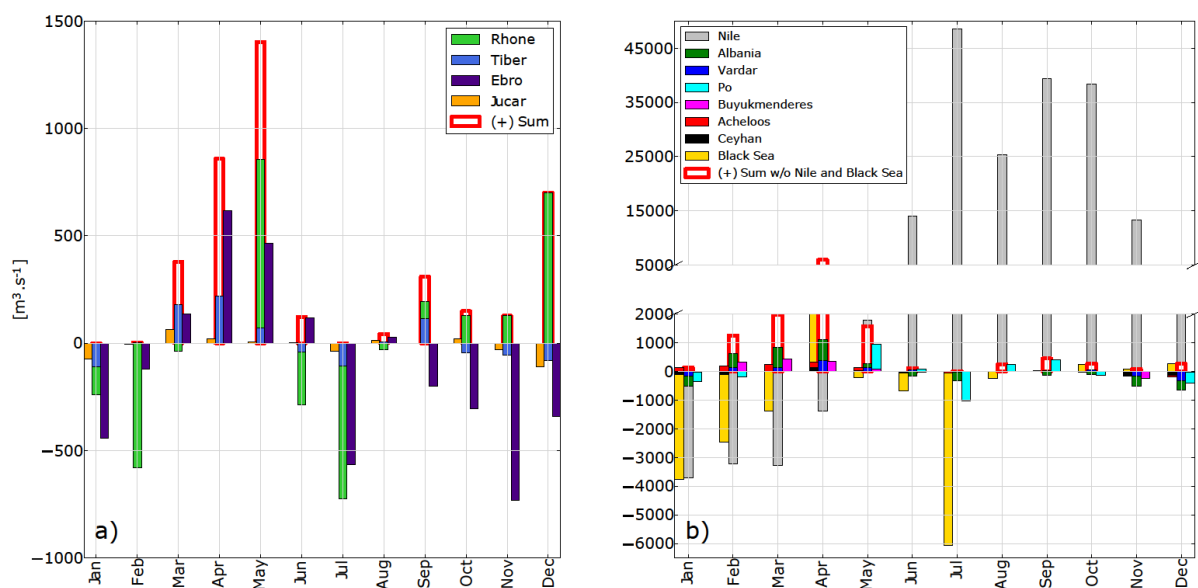 1500
1000
500
0
−500
−1000
[m³.s⁻¹]
Rhone
Tiber
Ebro
Jucar
(+) Sum
a)
Jan
Feb
Mar
Apr
May
Jun
Jul
Aug
Sep
Oct
Nov
Dec
45000
35000
25000
15000
5000
2000
1000
0
−1000
−2000
−3000
−4000
−5000
−6000
Nile
Albania
Vardar
Po
Buyukmenderes
Acheloos
Ceyhan
Black Sea
(+) Sum w/o Nile and Black Sea
b)
Jan
Feb
Mar
Apr
May
Jun
Jul
Aug
Sep
Oct
Nov
Dec